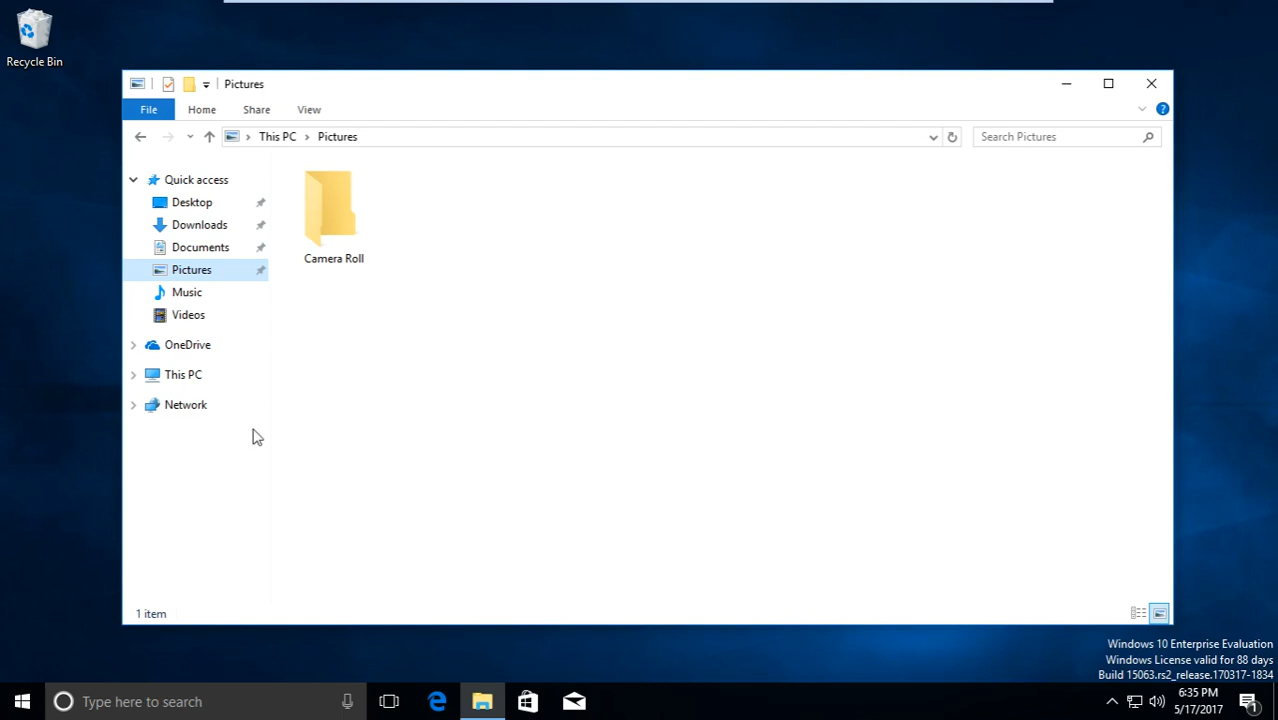 Recycle Bin
Pictures
File Home Share View
This PC Pictures
Search Pictures
Quick access
Desktop
Downloads
Documents
Pictures
Music
Videos
OneDrive
This PC
Network
Camera Roll
1 item
Windows 10 Enterprise Evaluation
Windows License valid for 88 days
Build 15063.rs2_release.170317-1834
Type here to search
6:35 PM
5/17/2017
1